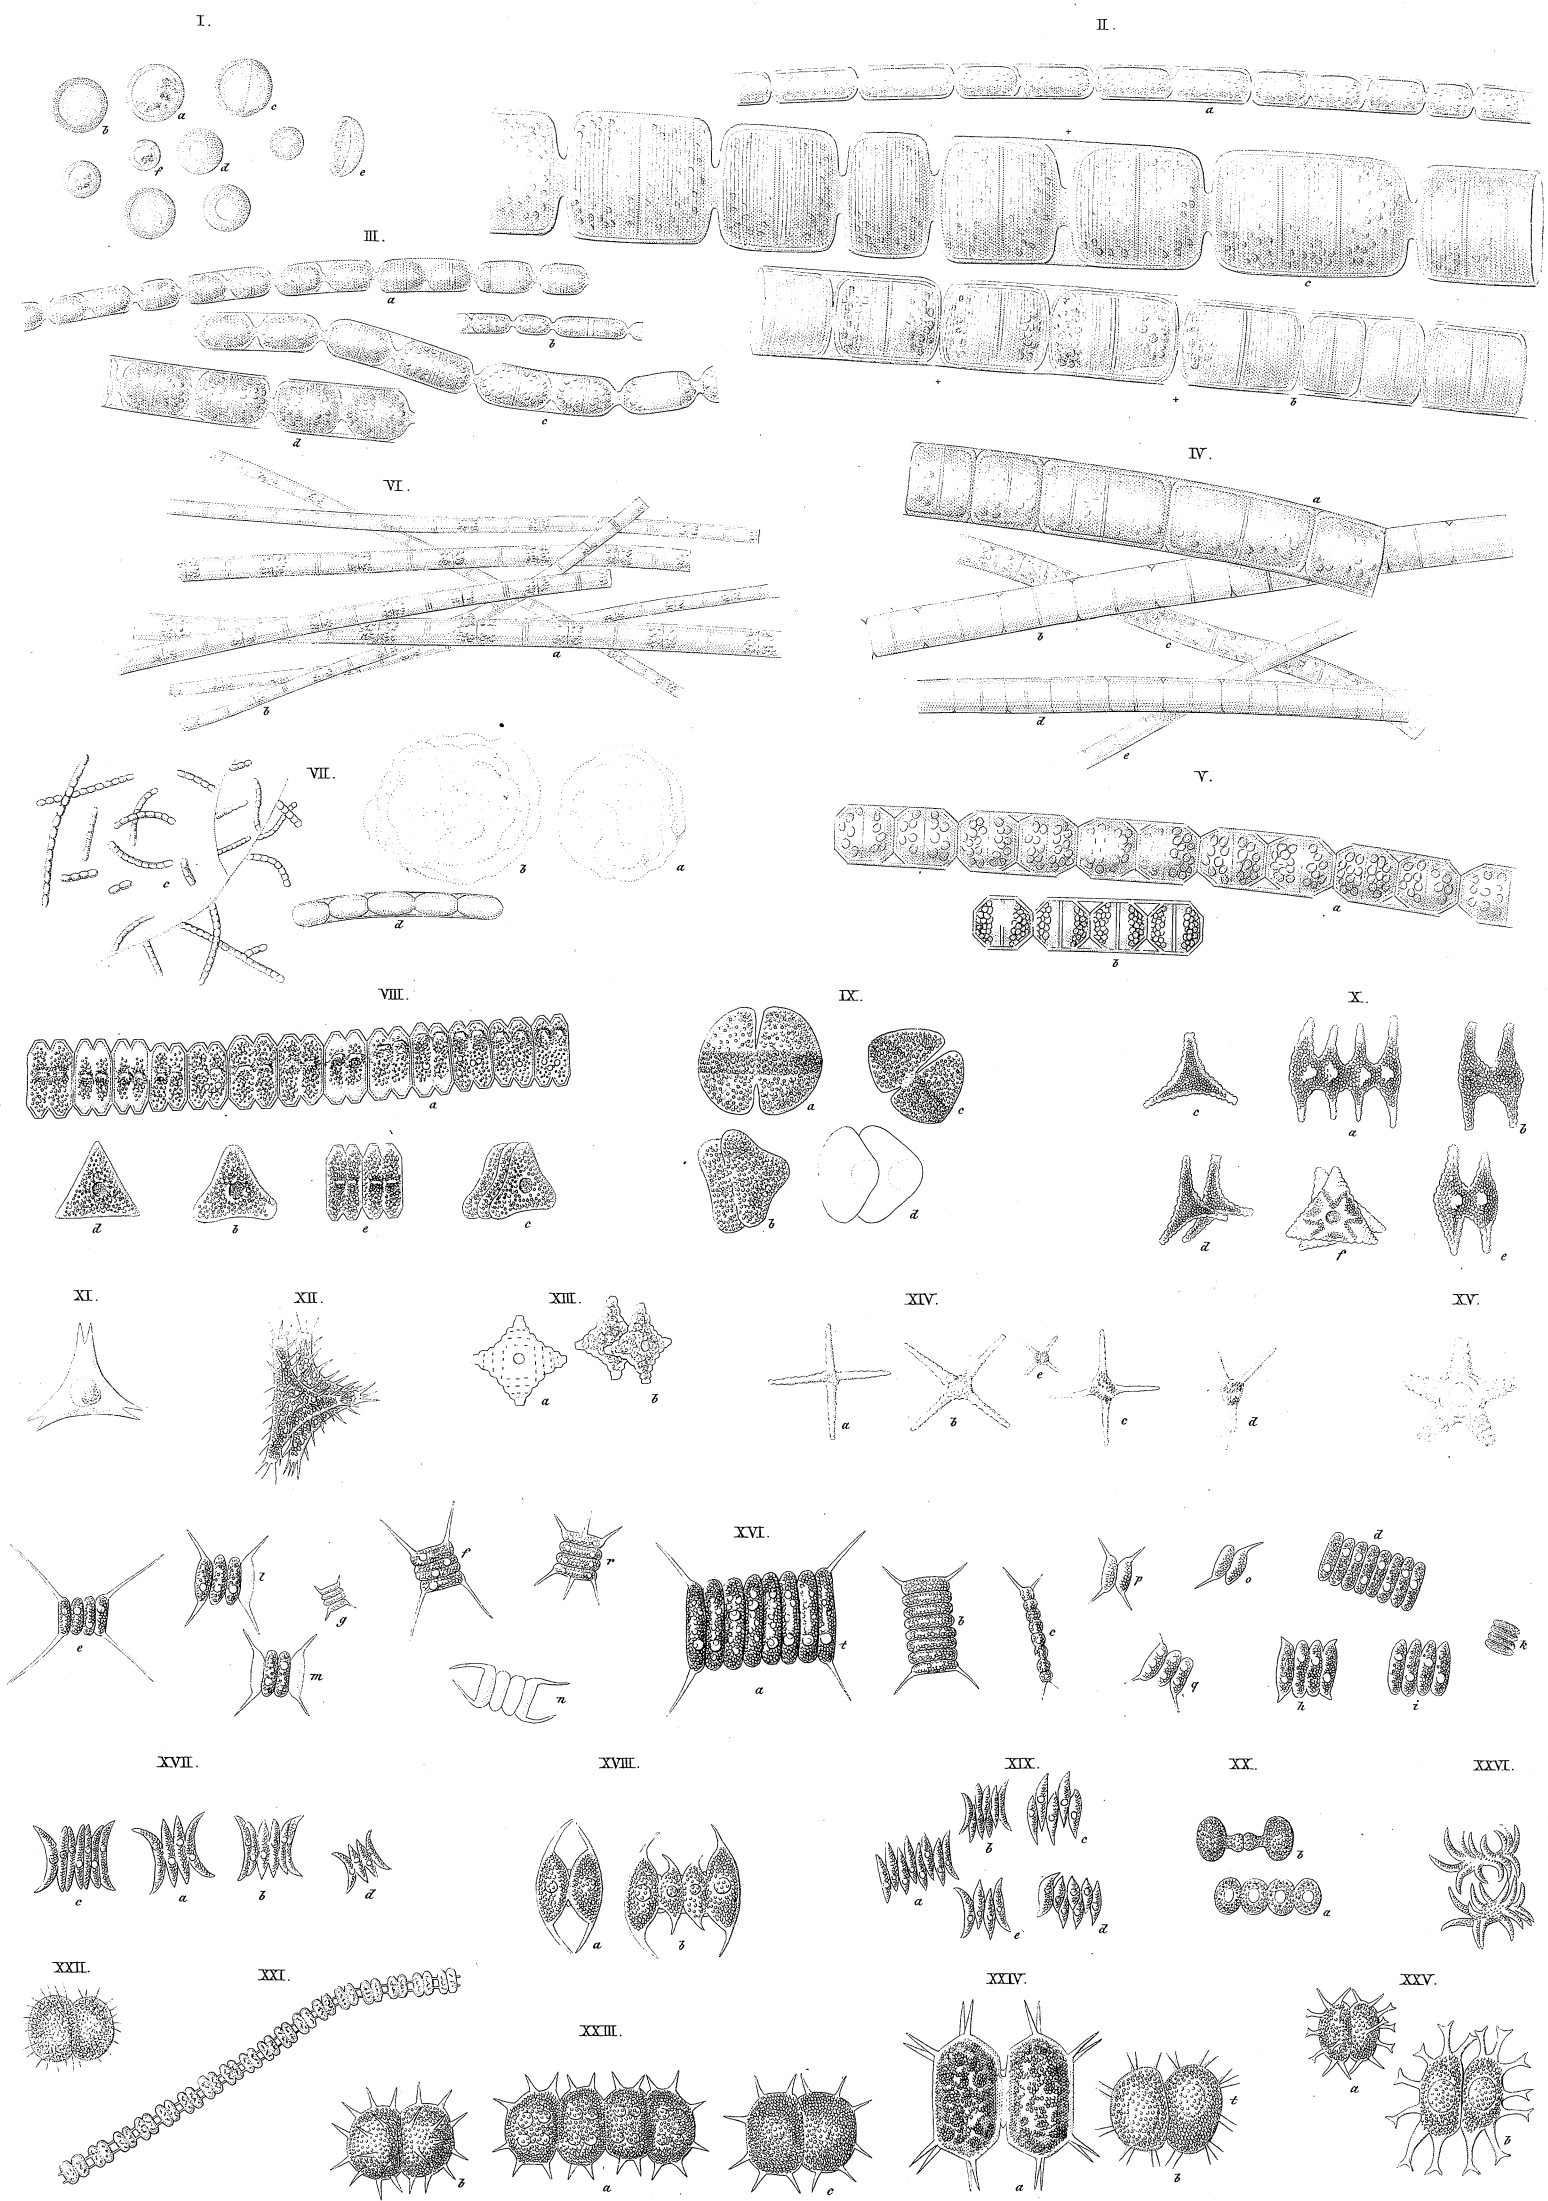 I. II.
b a c a
f d e
III. c
a b b
c d
VI. IV.
a b a b c d e
VII. V.
c b a d a b
VIII. IX. X.
a a c c a b
d b e c b d d f e
XI. XII. XIII. XIV. XV.
a b a b e c d
XVI.
e l g f r t b c p o d
m n a q h i k
XVII. XVIII. XIX. XX. XXVI.
c a b d a b a b c e d b a
XXII. XXI. XXIII. XXIV. XXV.
b a c a b t a b